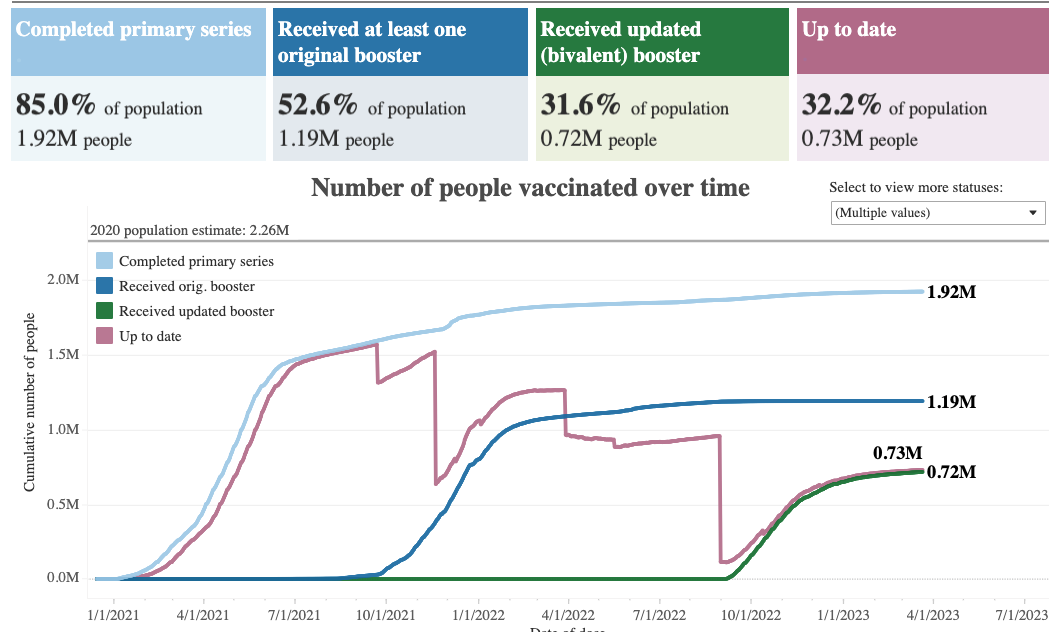 Completed primary series
Received at least one
original booster
Received updated
(bivalent) booster
Up to date
85.0% of population
1.92M people
52.6% of population
1.19M people
31.6% of population
0.72M people
32.2% of population
0.73M people
Number of people vaccinated over time
Select to view more statuses:
(Multiple values)
2020 population estimate: 2.26M
Completed primary series
Received orig. booster
Received updated booster
Up to date
Cumulative number of people
2.0M
1.5M
1.0M
0.5M
0.0M
1.92M
1.19M
0.73M
0.72M
1/1/2021
4/1/2021
7/1/2021
10/1/2021
1/1/2022
4/1/2022
7/1/2022
10/1/2022
1/1/2023
4/1/2023
7/1/2023
Date of dose